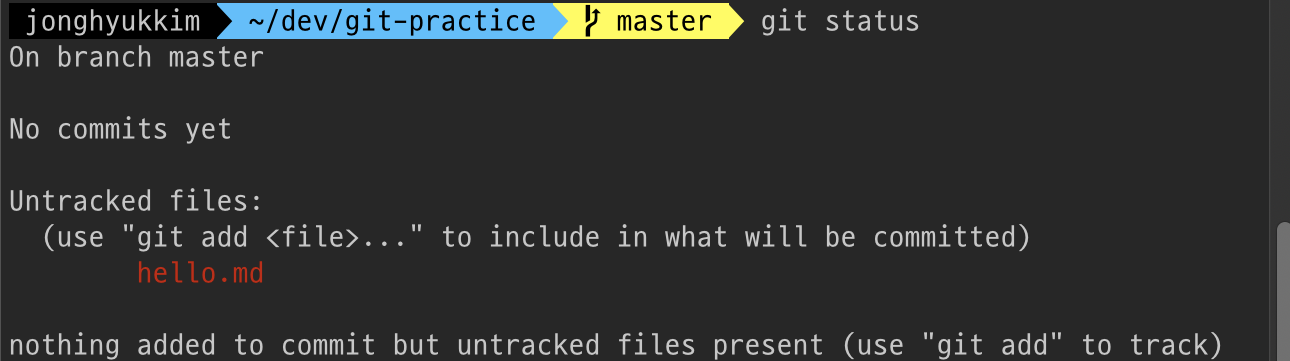 jonghyukkim ~/dev/git-practice master git status
On branch master
No commits yet
Untracked files:
(use "git add <file>..." to include in what will be committed)
hello.md
nothing added to commit but untracked files present (use "git add" to track)